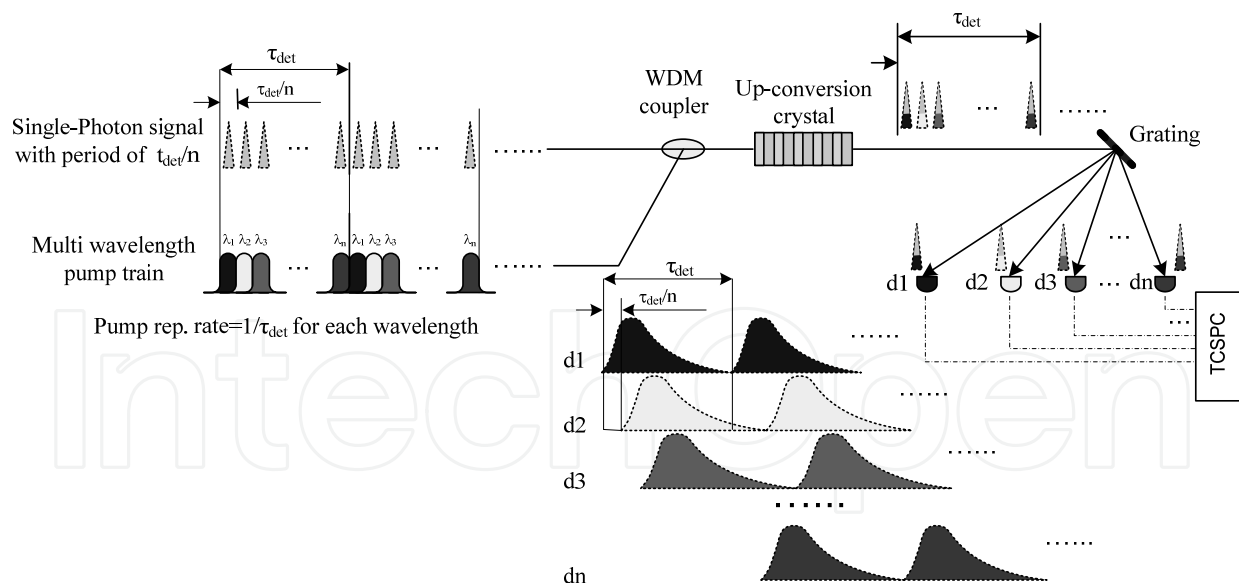 τdet
τdet/n
Single-Photon signal
with period of tdet/n
... ... ......
λ1 λ2 λ3 λn λ1 λ2 λ3 λn
Multi wavelength
pump train
... ... ......
Pump rep. rate=1/τdet for each wavelength
WDM
coupler
Up-conversion
crystal
τdet
... ......
Grating
...
d1 d2 d3 ... dn
...
TCSPC
τdet
τdet/n
d1 ......
d2 ......
d3 ......
......
dn ......
IntechOpen